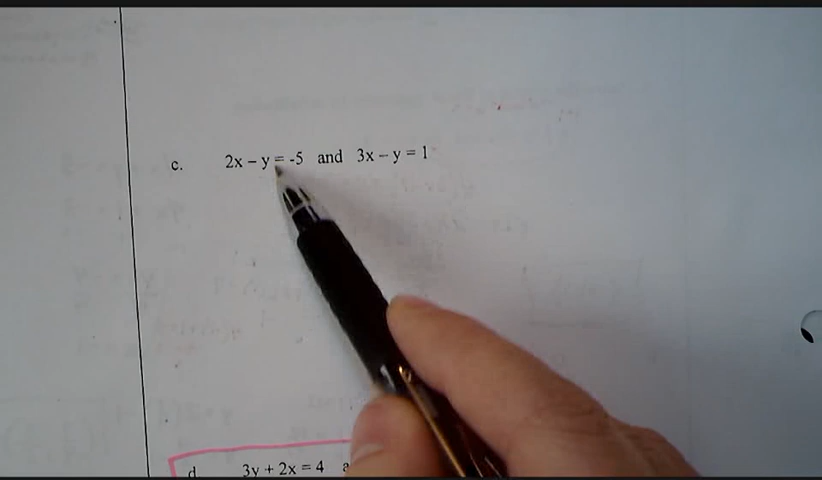 c. 2x – y = -5 and 3x – y = 1
d 3y + 2x = 4